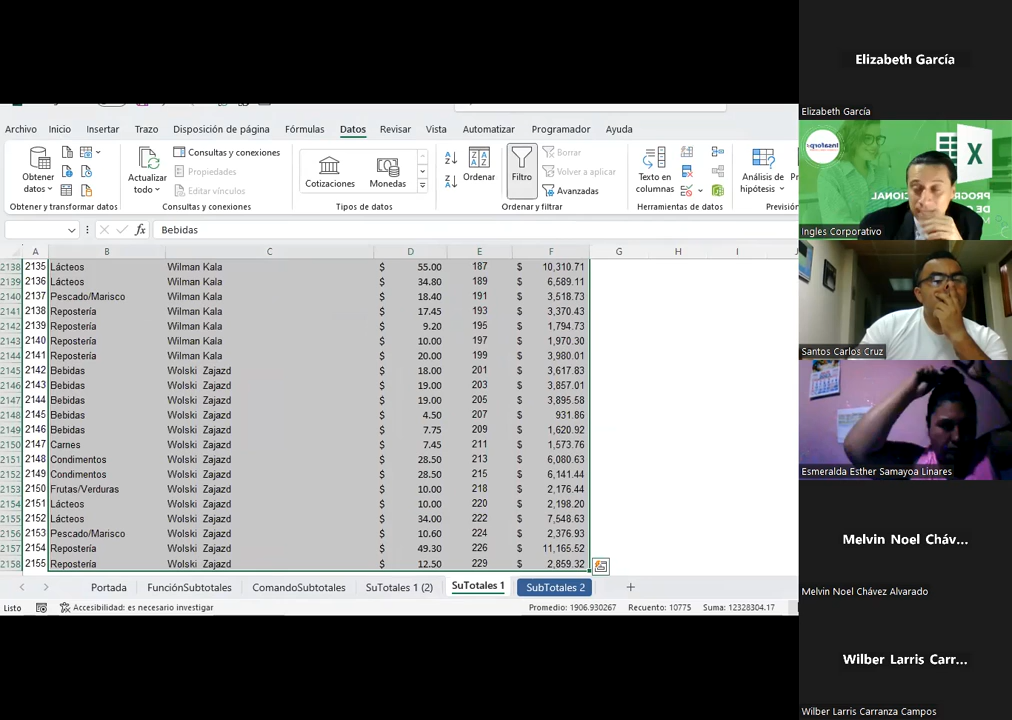 Archivo Inicio Insertar Trazo Disposición de página Fórmulas Datos Revisar Vista Automatizar Programador Ayuda
Obtener datos
Actualizar todo
Consultas y conexiones
Propiedades
Editar vínculos
Cotizaciones
Monedas
Ordenar
Filtro
Borrar
Volver a aplicar
Avanzadas
Texto en columnas
Análisis de hipótesis
Obtener y transformar datos Consultas y conexiones Tipos de datos Ordenar y filtrar Herramientas de datos
fx Bebidas
A B C D E F G H I
2138 2135 Lácteos Wilman Kala $ 55.00 187 $ 10,310.71
2139 2136 Lácteos Wilman Kala $ 34.80 189 $ 6,589.11
2140 2137 Pescado/Marisco Wilman Kala $ 18.40 191 $ 3,518.73
2141 2138 Repostería Wilman Kala $ 17.45 193 $ 3,370.43
2142 2139 Repostería Wilman Kala $ 9.20 195 $ 1,794.73
2143 2140 Repostería Wilman Kala $ 10.00 197 $ 1,970.30
2144 2141 Repostería Wilman Kala $ 20.00 199 $ 3,980.01
2145 2142 Bebidas Wolski Zajazd $ 18.00 201 $ 3,617.83
2146 2143 Bebidas Wolski Zajazd $ 19.00 203 $ 3,857.01
2147 2144 Bebidas Wolski Zajazd $ 19.00 205 $ 3,895.58
2148 2145 Bebidas Wolski Zajazd $ 4.50 207 $ 931.86
2149 2146 Bebidas Wolski Zajazd $ 7.75 209 $ 1,620.92
2150 2147 Carnes Wolski Zajazd $ 7.45 211 $ 1,573.76
2151 2148 Condimentos Wolski Zajazd $ 28.50 213 $ 6,080.63
2152 2149 Condimentos Wolski Zajazd $ 28.50 215 $ 6,141.44
2153 2150 Frutas/Verduras Wolski Zajazd $ 10.00 218 $ 2,176.44
2154 2151 Lácteos Wolski Zajazd $ 10.00 220 $ 2,198.20
2155 2152 Lácteos Wolski Zajazd $ 34.00 222 $ 7,548.63
2156 2153 Pescado/Marisco Wolski Zajazd $ 10.60 224 $ 2,376.93
2157 2154 Repostería Wolski Zajazd $ 49.30 226 $ 11,165.52
2158 2155 Repostería Wolski Zajazd $ 12.50 229 $ 2,859.32
Portada FunciónSubtotales ComandoSubtotales SuTotales 1 (2) SuTotales 1 SubTotales 2
Listo Accesibilidad: es necesario investigar Promedio: 1906.930267 Recuento: 10775 Suma: 12328304.17
Elizabeth García
Elizabeth García
Insaforp
X
Ingles Corporativo
Santos Carlos Cruz
Esmeralda Esther Samayoa Linares
Melvin Noel Cháv...
Melvin Noel Chávez Alvarado
Wilber Larris Carr...
Wilber Larris Carranza Campos